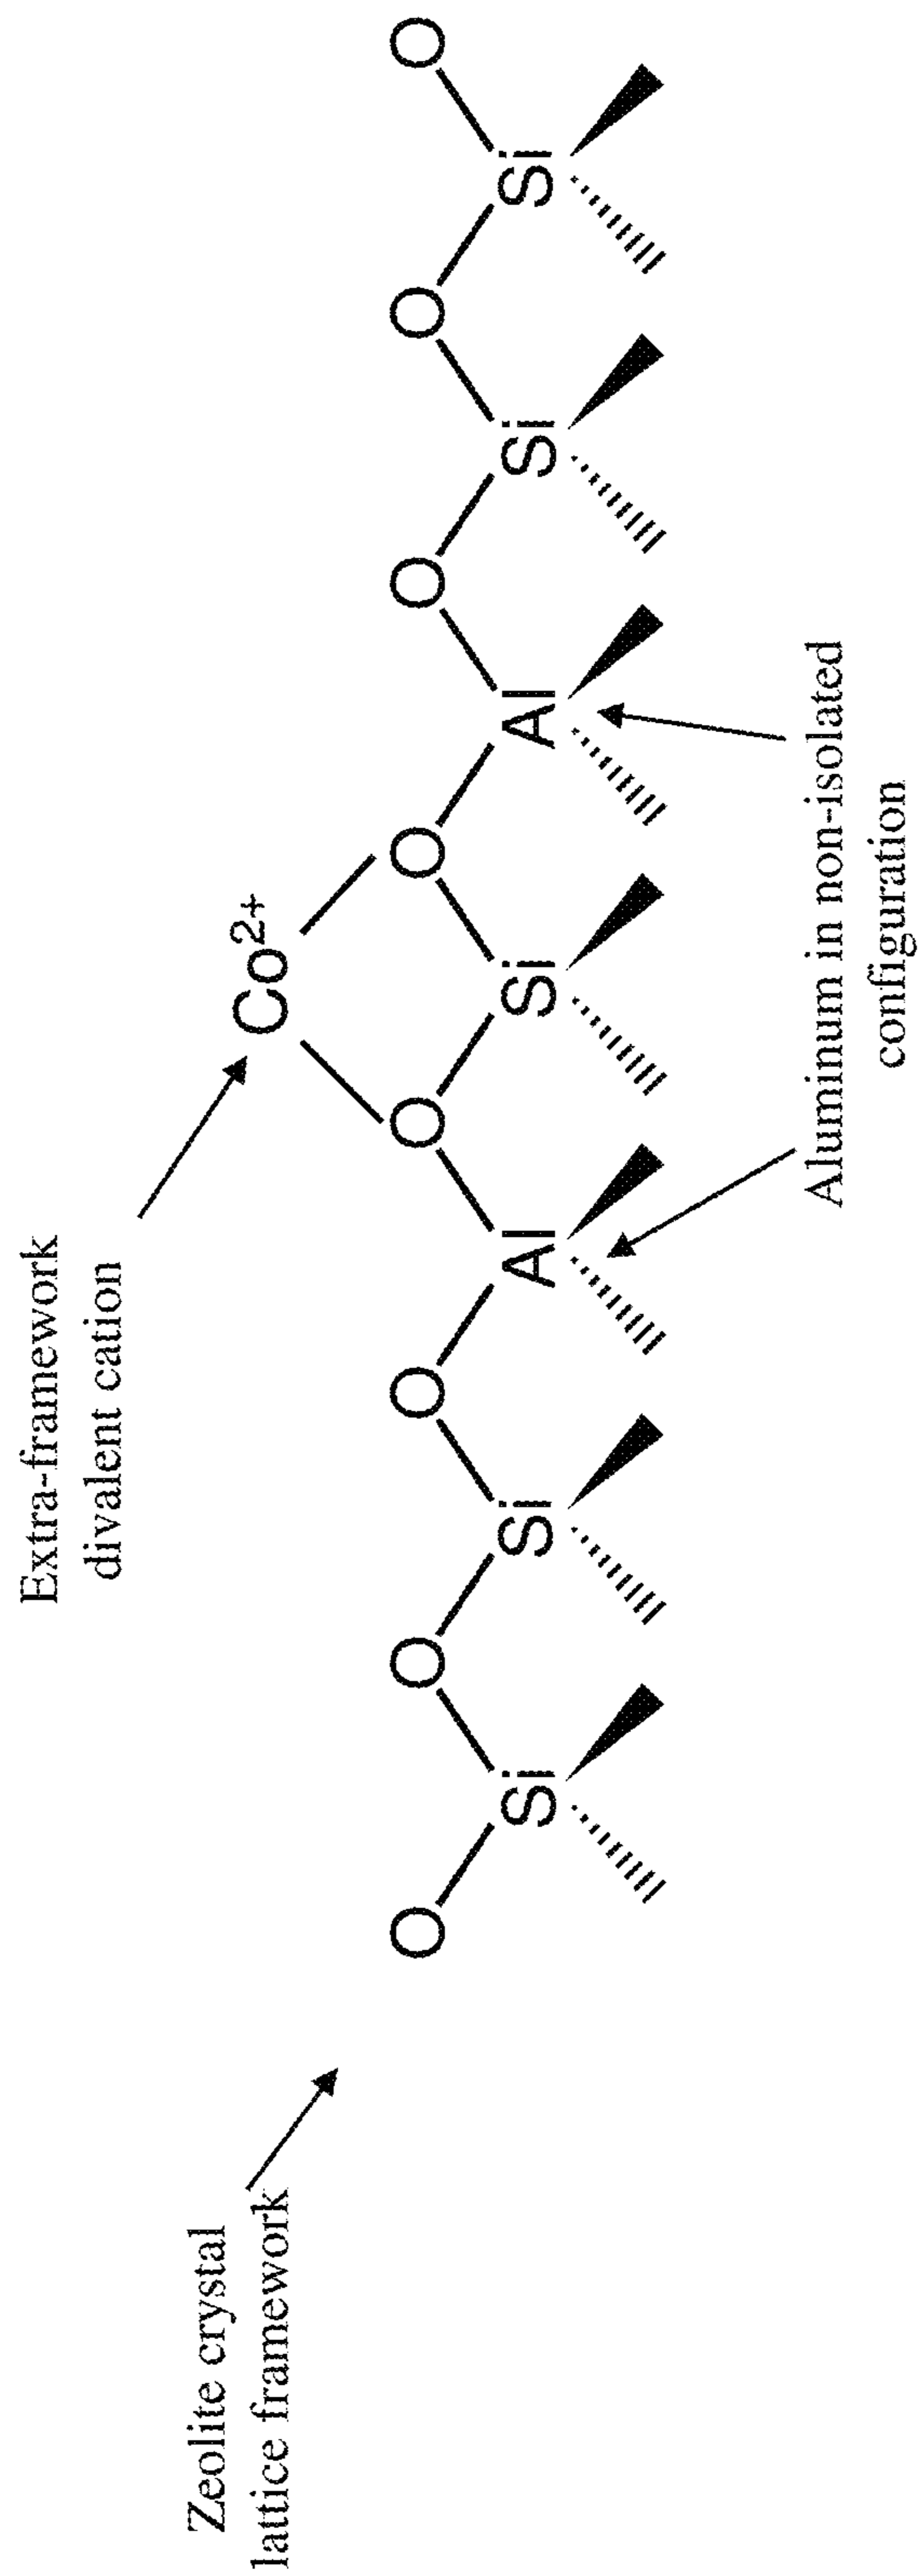 Extra-framework
divalent cation
Zeolite crystal
lattice framework
Co²⁺
O O O O O O O O
Si Si Al Si Al Si Si
Aluminum in non-isolated
configuration